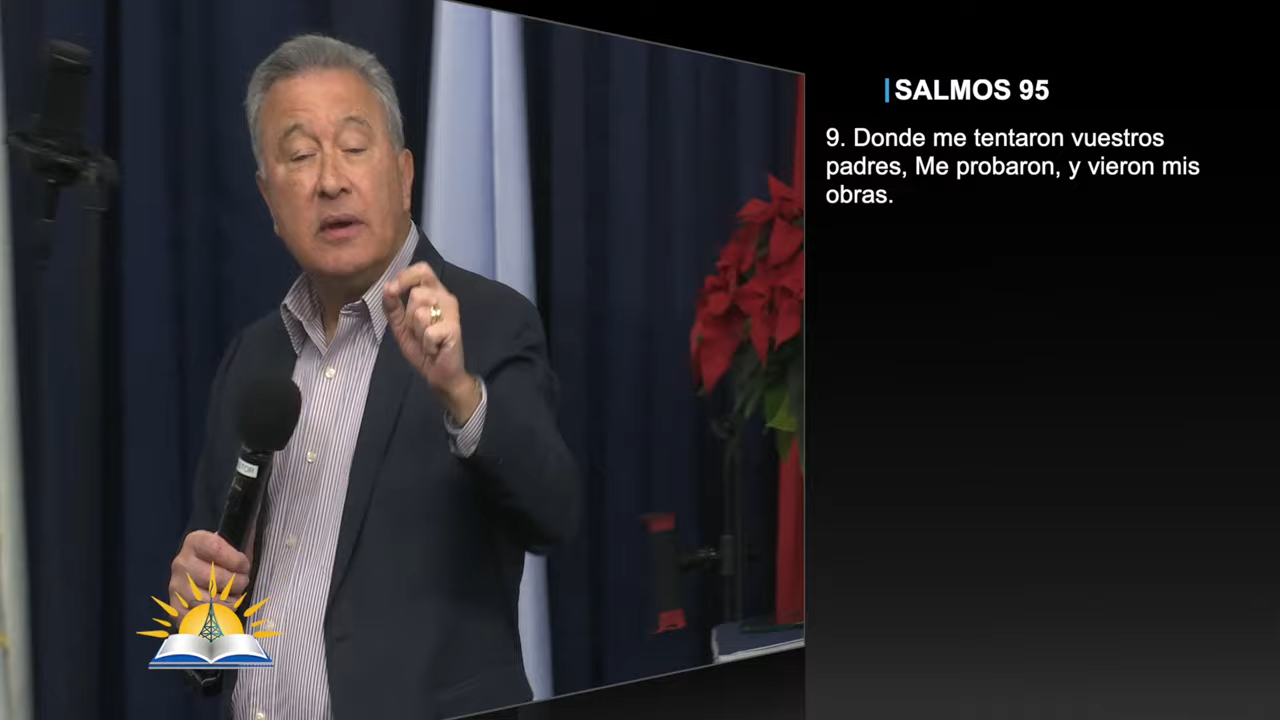 SALMOS 95
9. Donde me tentaron vuestros
padres, Me probaron, y vieron mis
obras.